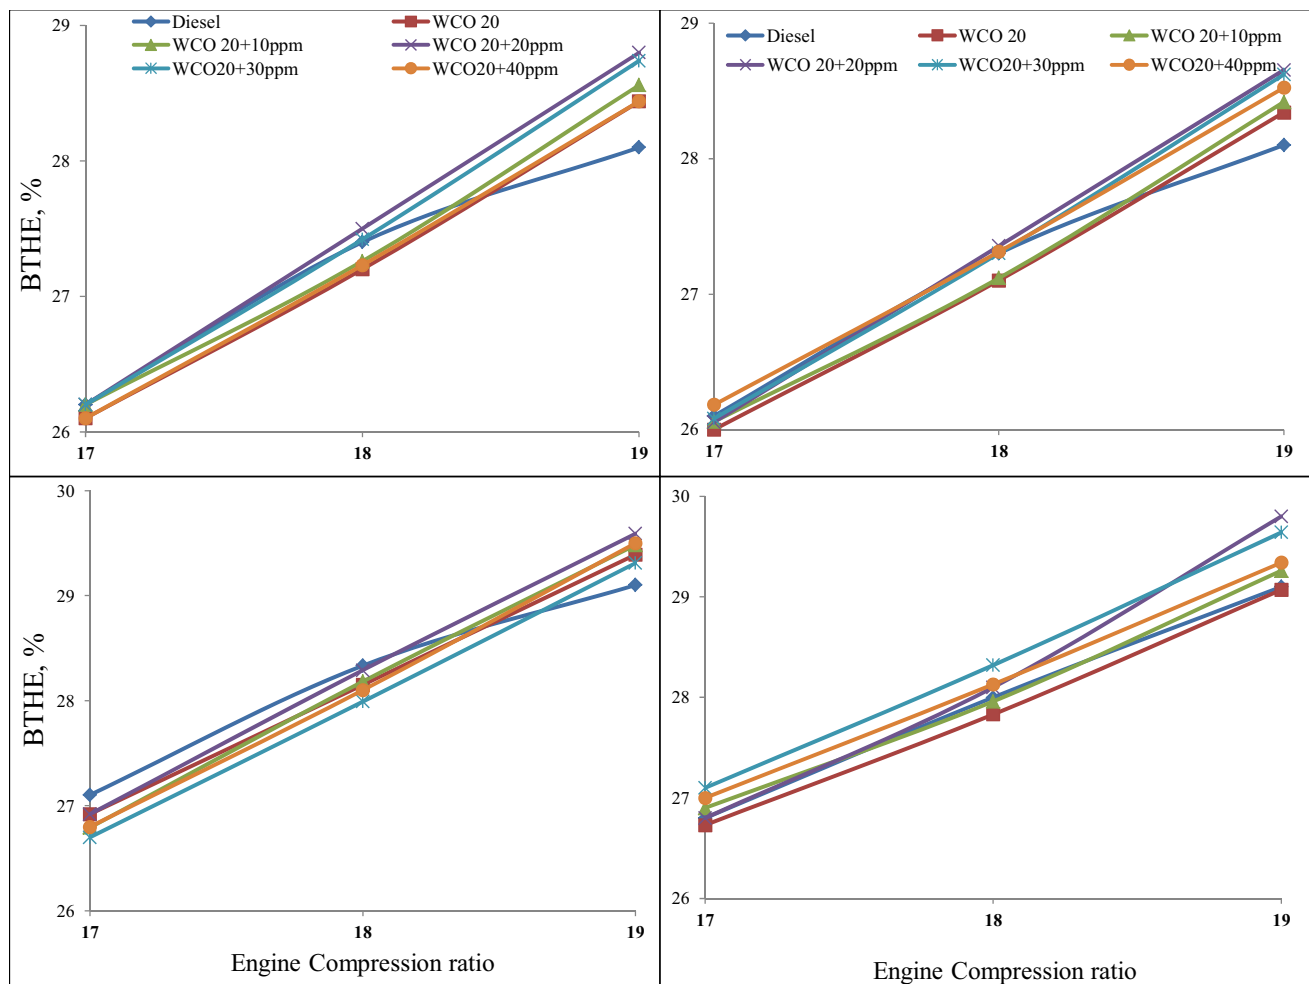 Diesel WCO 20
WCO 20+10ppm WCO 20+20ppm
WCO20+30ppm WCO20+40ppm
29
28
27
26
17 18 19
BTHE, %
Diesel WCO 20 WCO 20+10ppm
WCO 20+20ppm WCO20+30ppm WCO20+40ppm
29
28
27
26
17 18 19
30
29
28
27
26
17 18 19
BTHE, %
Engine Compression ratio
30
29
28
27
26
17 18 19
Engine Compression ratio